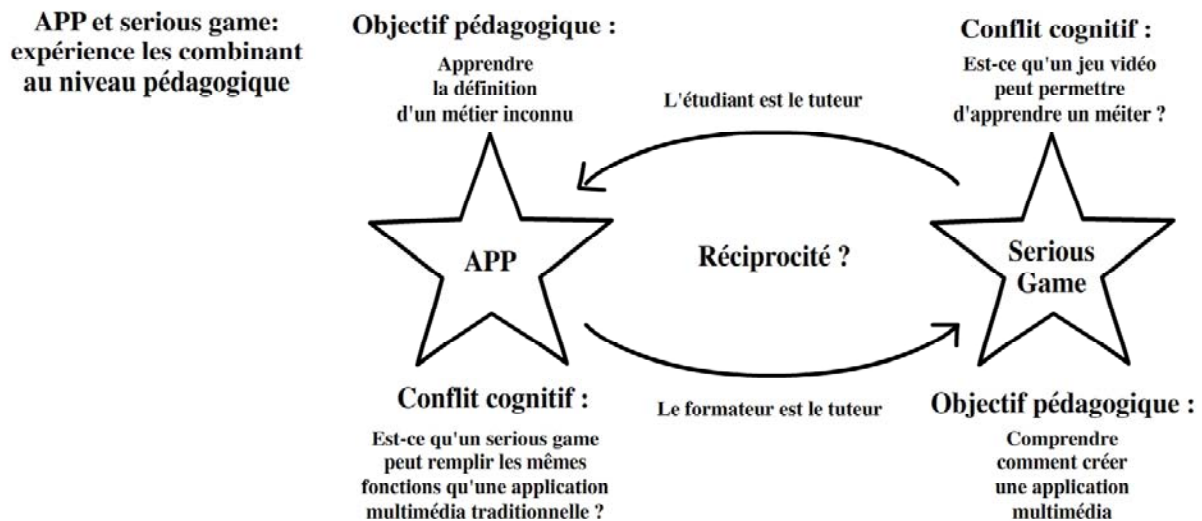 APP et serious game:
expérience les combinant
au niveau pédagogique
Objectif pédagogique :
Apprendre
la définition
d'un métier inconnu
L'étudiant est le tuteur
Conflit cognitif :
Est-ce qu'un jeu vidéo
peut permettre
d'apprendre un méiter ?
APP
Réciprocité ?
Serious
Game
Conflit cognitif :
Est-ce qu'un serious game
peut remplir les mêmes
fonctions qu'une application
multimédia traditionnelle ?
Le formateur est le tuteur
Objectif pédagogique :
Comprendre
comment créer
une application
multimédia